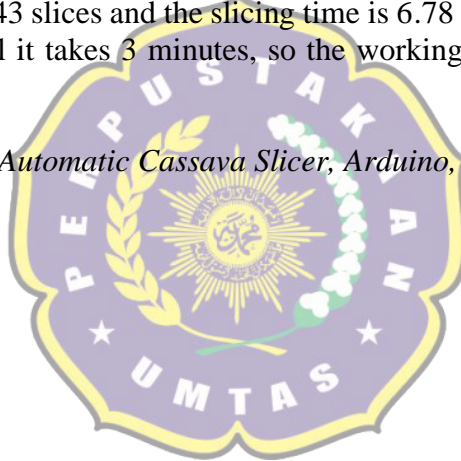 43 slices and the slicing time is 6.78
l it takes 3 minutes, so the working
Automatic Cassava Slicer, Arduino,
PERPUSTAKAAN
UMTAS